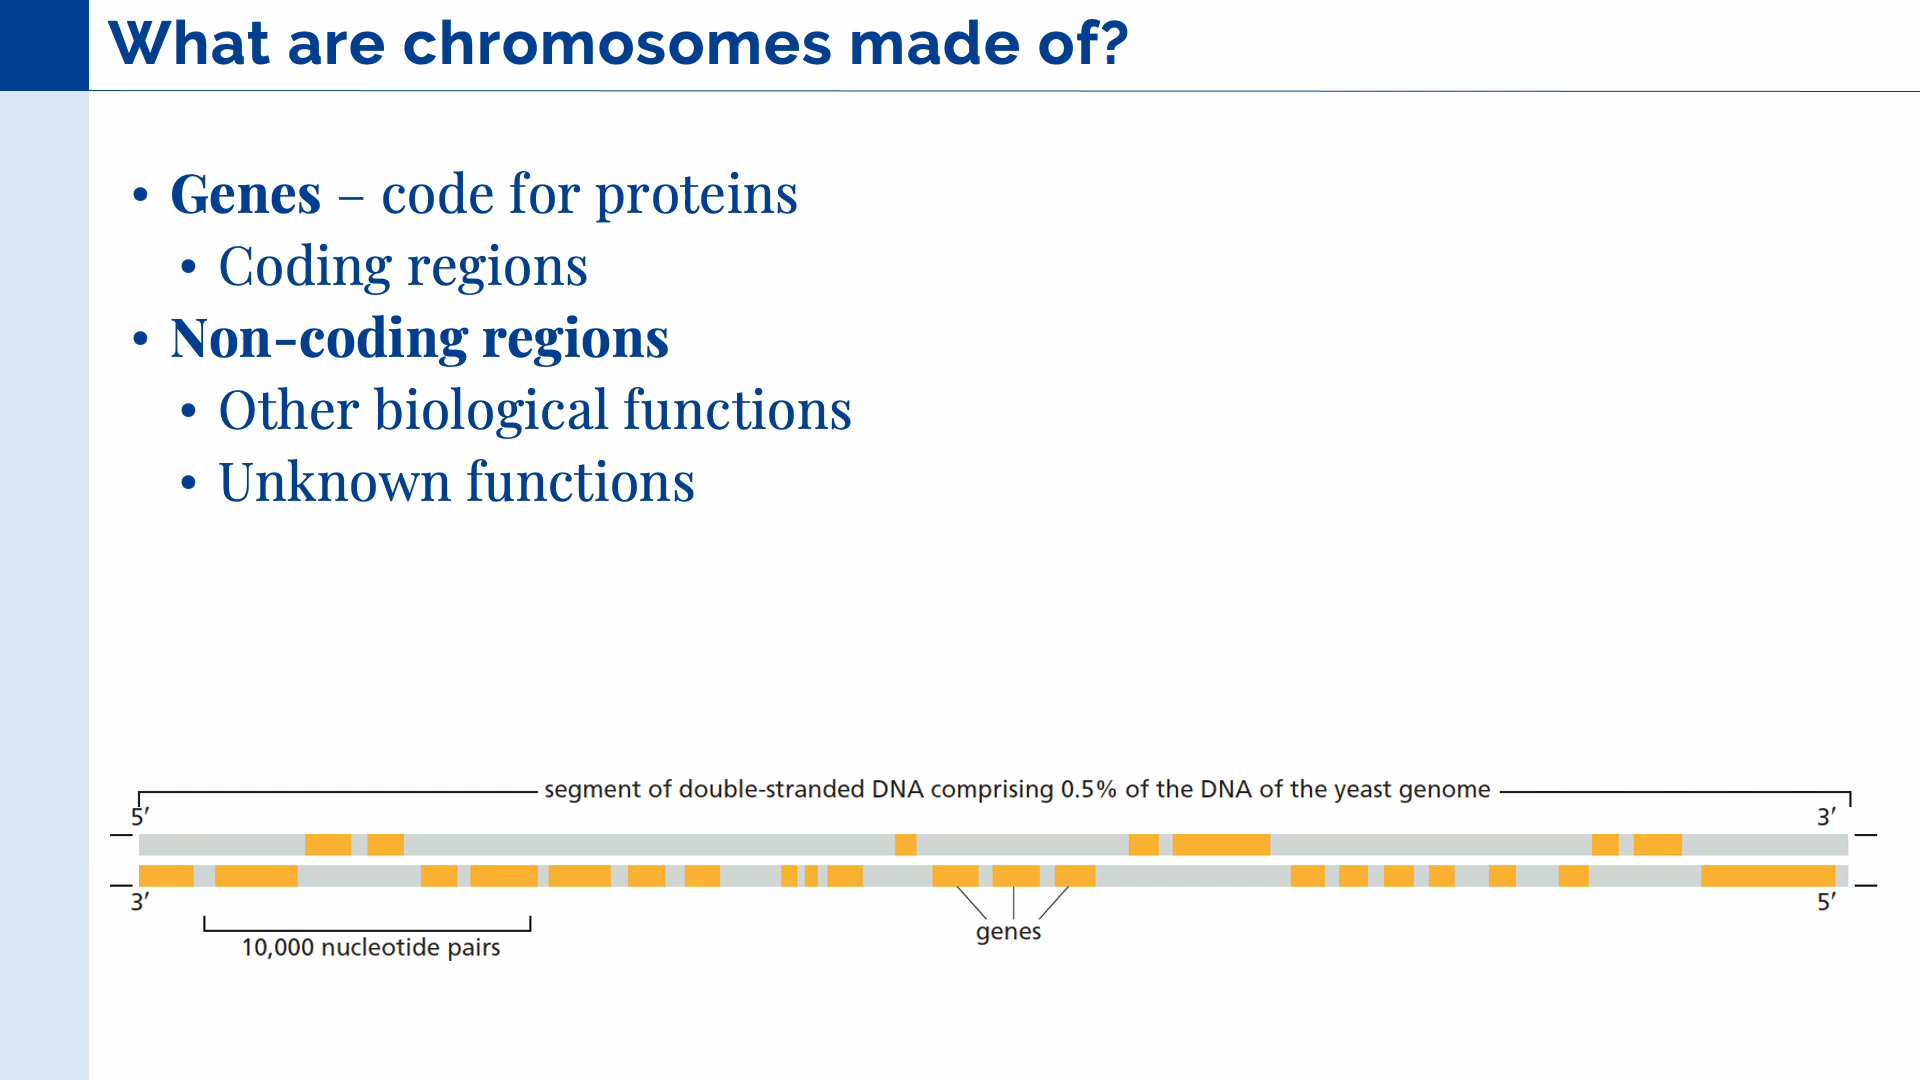 What are chromosomes made of?
• Genes – code for proteins
• Coding regions
• Non-coding regions
• Other biological functions
• Unknown functions
segment of double-stranded DNA comprising 0.5% of the DNA of the yeast genome
5′ 3′
3′ 5′
genes
10,000 nucleotide pairs